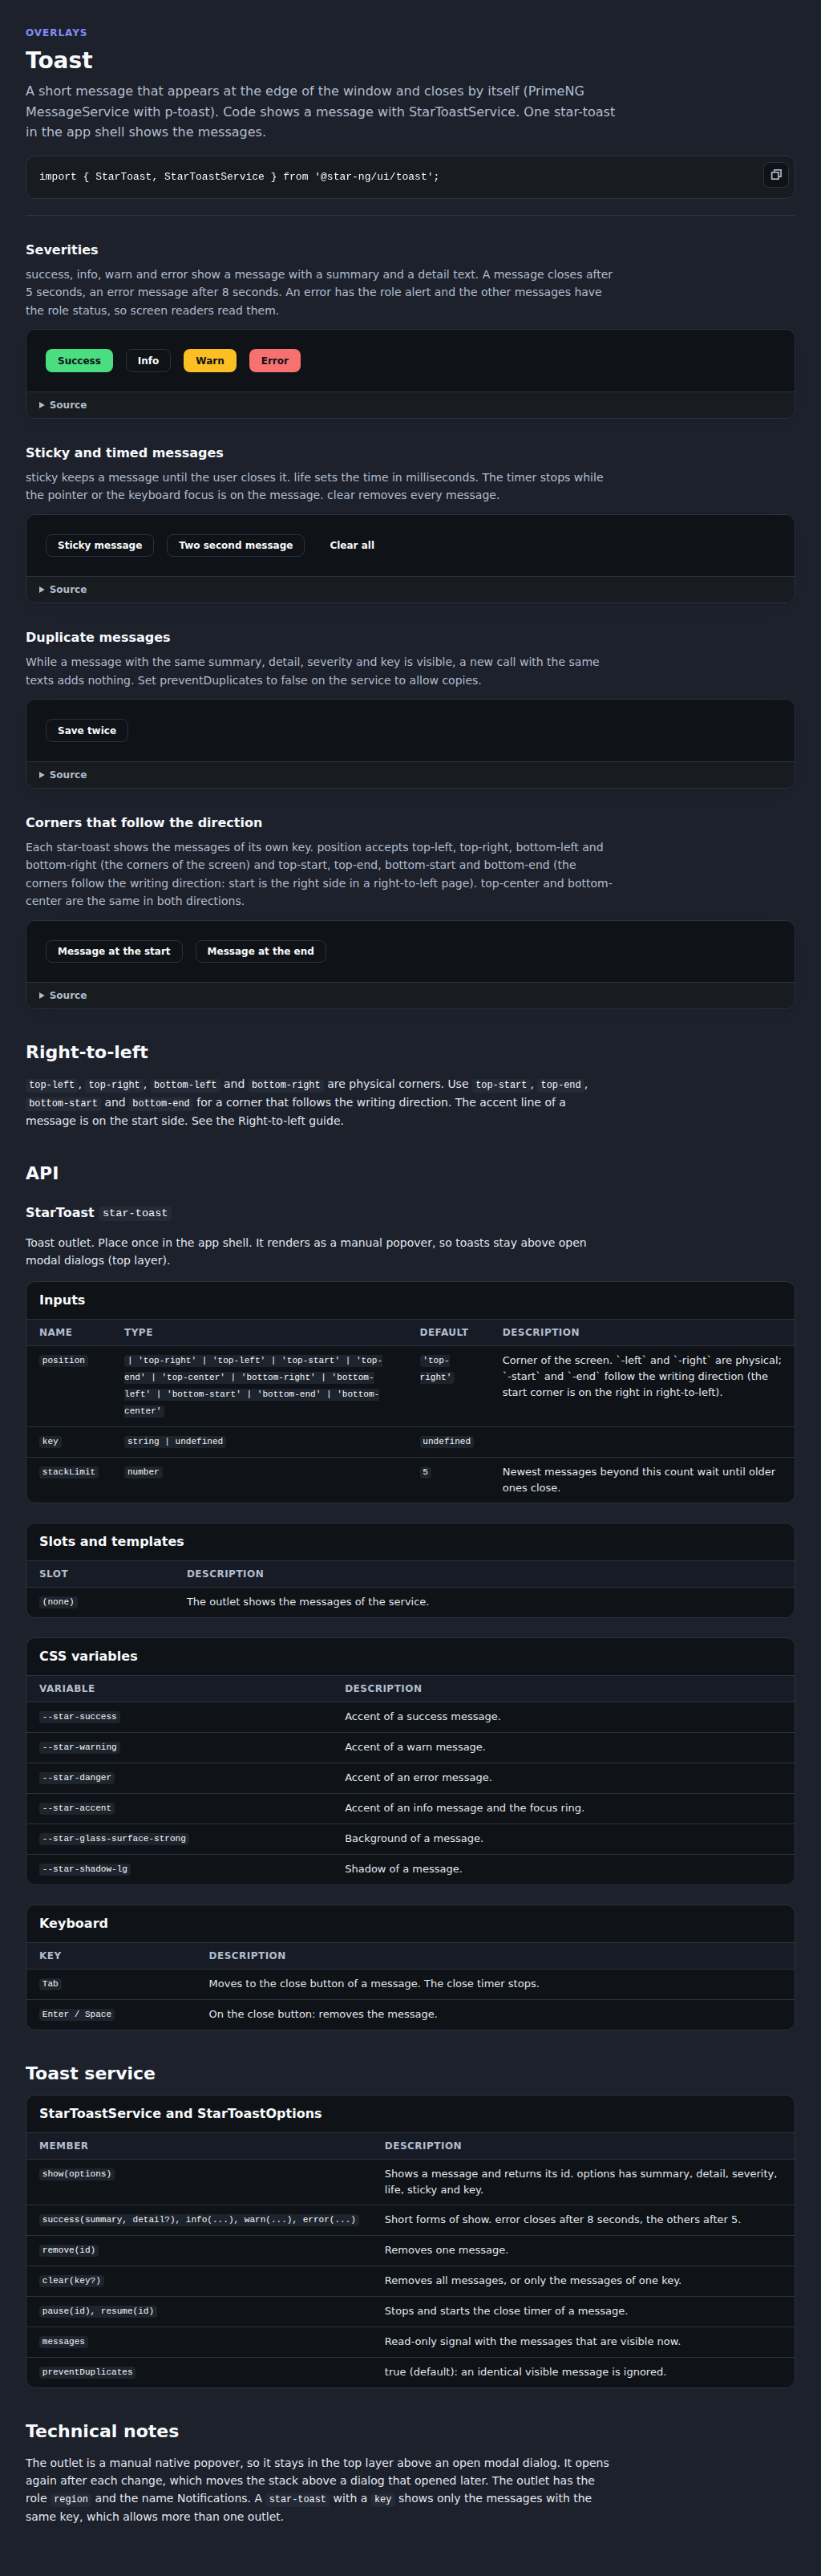 OVERLAYS
Toast
A short message that appears at the edge of the window and closes by itself (PrimeNG
MessageService with p-toast). Code shows a message with StarToastService. One star-toast
in the app shell shows the messages.
import { StarToast, StarToastService } from '@star-ng/ui/toast';
Severities
success, info, warn and error show a message with a summary and a detail text. A message closes after
5 seconds, an error message after 8 seconds. An error has the role alert and the other messages have
the role status, so screen readers read them.
Success Info Warn Error
Source
Sticky and timed messages
sticky keeps a message until the user closes it. life sets the time in milliseconds. The timer stops while
the pointer or the keyboard focus is on the message. clear removes every message.
Sticky message Two second message Clear all
Source
Duplicate messages
While a message with the same summary, detail, severity and key is visible, a new call with the same
texts adds nothing. Set preventDuplicates to false on the service to allow copies.
Save twice
Source
Corners that follow the direction
Each star-toast shows the messages of its own key. position accepts top-left, top-right, bottom-left and
bottom-right (the corners of the screen) and top-start, top-end, bottom-start and bottom-end (the
corners follow the writing direction: start is the right side in a right-to-left page). top-center and bottom-
center are the same in both directions.
Message at the start Message at the end
Source
Right-to-left
top-left, top-right, bottom-left and bottom-right are physical corners. Use top-start, top-end,
bottom-start and bottom-end for a corner that follows the writing direction. The accent line of a
message is on the start side. See the Right-to-left guide.
API
StarToast star-toast
Toast outlet. Place once in the app shell. It renders as a manual popover, so toasts stay above open
modal dialogs (top layer).
Inputs
NAME TYPE DEFAULT DESCRIPTION
position | 'top-right' | 'top-left' | 'top-start' | 'top- 'top- Corner of the screen. `-left` and `-right` are physical;
end' | 'top-center' | 'bottom-right' | 'bottom- right' `-start` and `-end` follow the writing direction (the
left' | 'bottom-start' | 'bottom-end' | 'bottom- start corner is on the right in right-to-left).
center'
key string | undefined undefined
stackLimit number 5 Newest messages beyond this count wait until older
ones close.
Slots and templates
SLOT DESCRIPTION
(none) The outlet shows the messages of the service.
CSS variables
VARIABLE DESCRIPTION
--star-success Accent of a success message.
--star-warning Accent of a warn message.
--star-danger Accent of an error message.
--star-accent Accent of an info message and the focus ring.
--star-glass-surface-strong Background of a message.
--star-shadow-lg Shadow of a message.
Keyboard
KEY DESCRIPTION
Tab Moves to the close button of a message. The close timer stops.
Enter / Space On the close button: removes the message.
Toast service
StarToastService and StarToastOptions
MEMBER DESCRIPTION
show(options) Shows a message and returns its id. options has summary, detail, severity,
life, sticky and key.
success(summary, detail?), info(...), warn(...), error(...) Short forms of show. error closes after 8 seconds, the others after 5.
remove(id) Removes one message.
clear(key?) Removes all messages, or only the messages of one key.
pause(id), resume(id) Stops and starts the close timer of a message.
messages Read-only signal with the messages that are visible now.
preventDuplicates true (default): an identical visible message is ignored.
Technical notes
The outlet is a manual native popover, so it stays in the top layer above an open modal dialog. It opens
again after each change, which moves the stack above a dialog that opened later. The outlet has the
role region and the name Notifications. A star-toast with a key shows only the messages with the
same key, which allows more than one outlet.